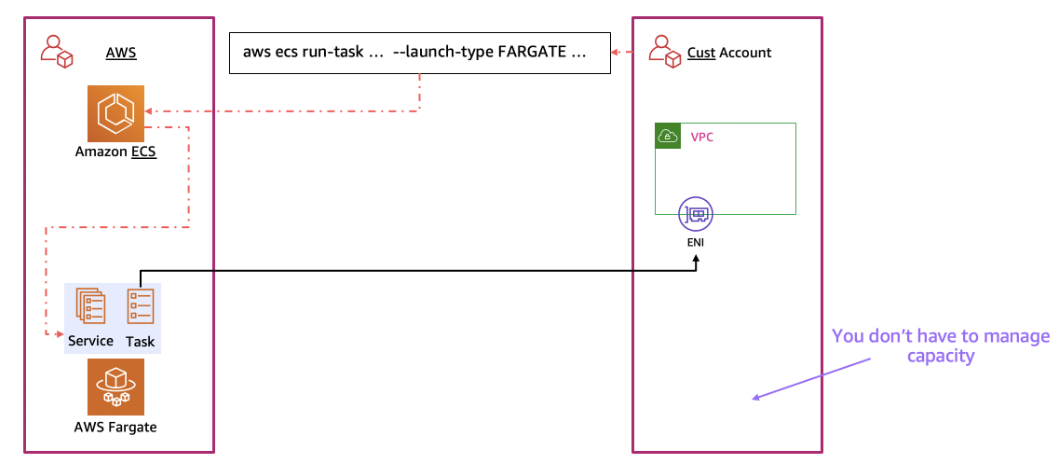 AWS
aws ecs run-task … --launch-type FARGATE …
Cust Account
Amazon ECS
VPC
ENI
Service Task
You don’t have to manage
capacity
AWS Fargate